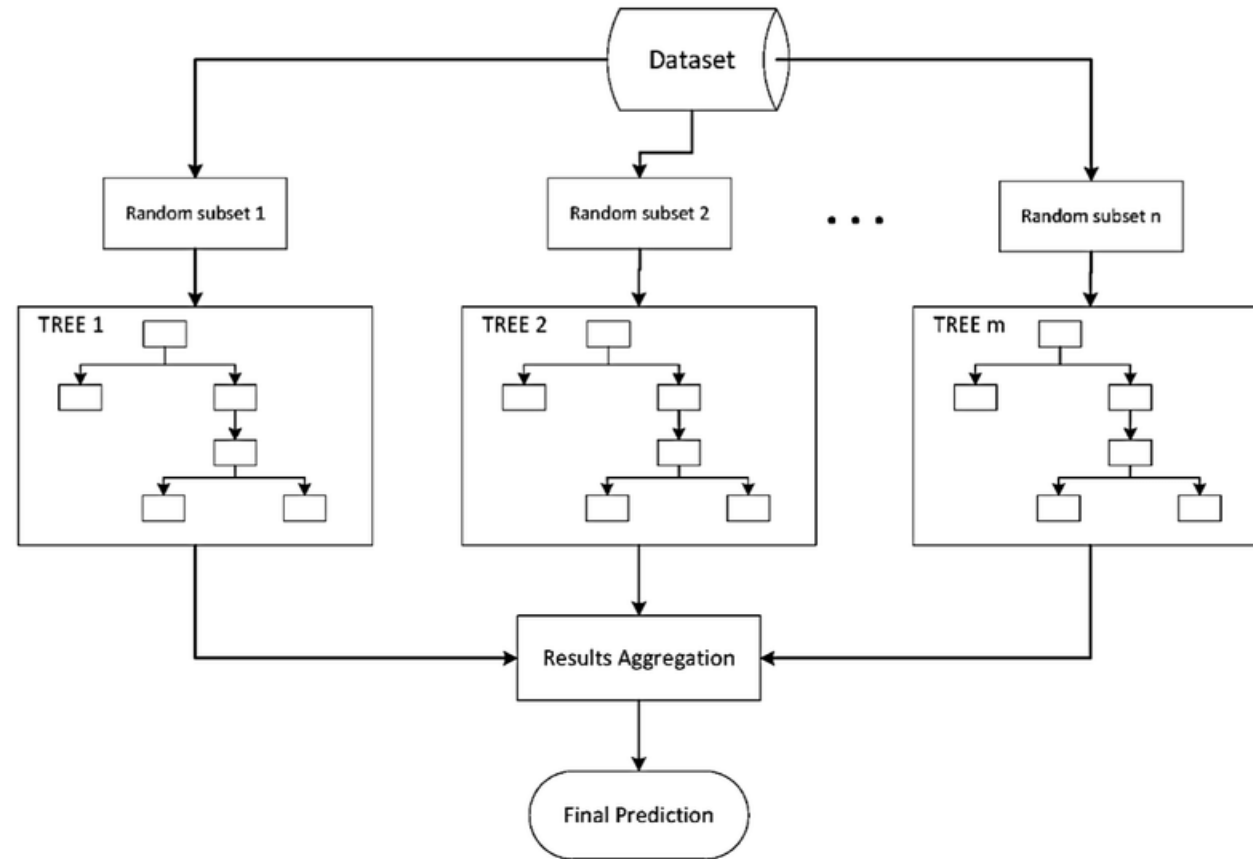 Dataset
Random subset 1
Random subset 2
. . .
Random subset n
TREE 1
TREE 2
TREE m
Results Aggregation
Final Prediction